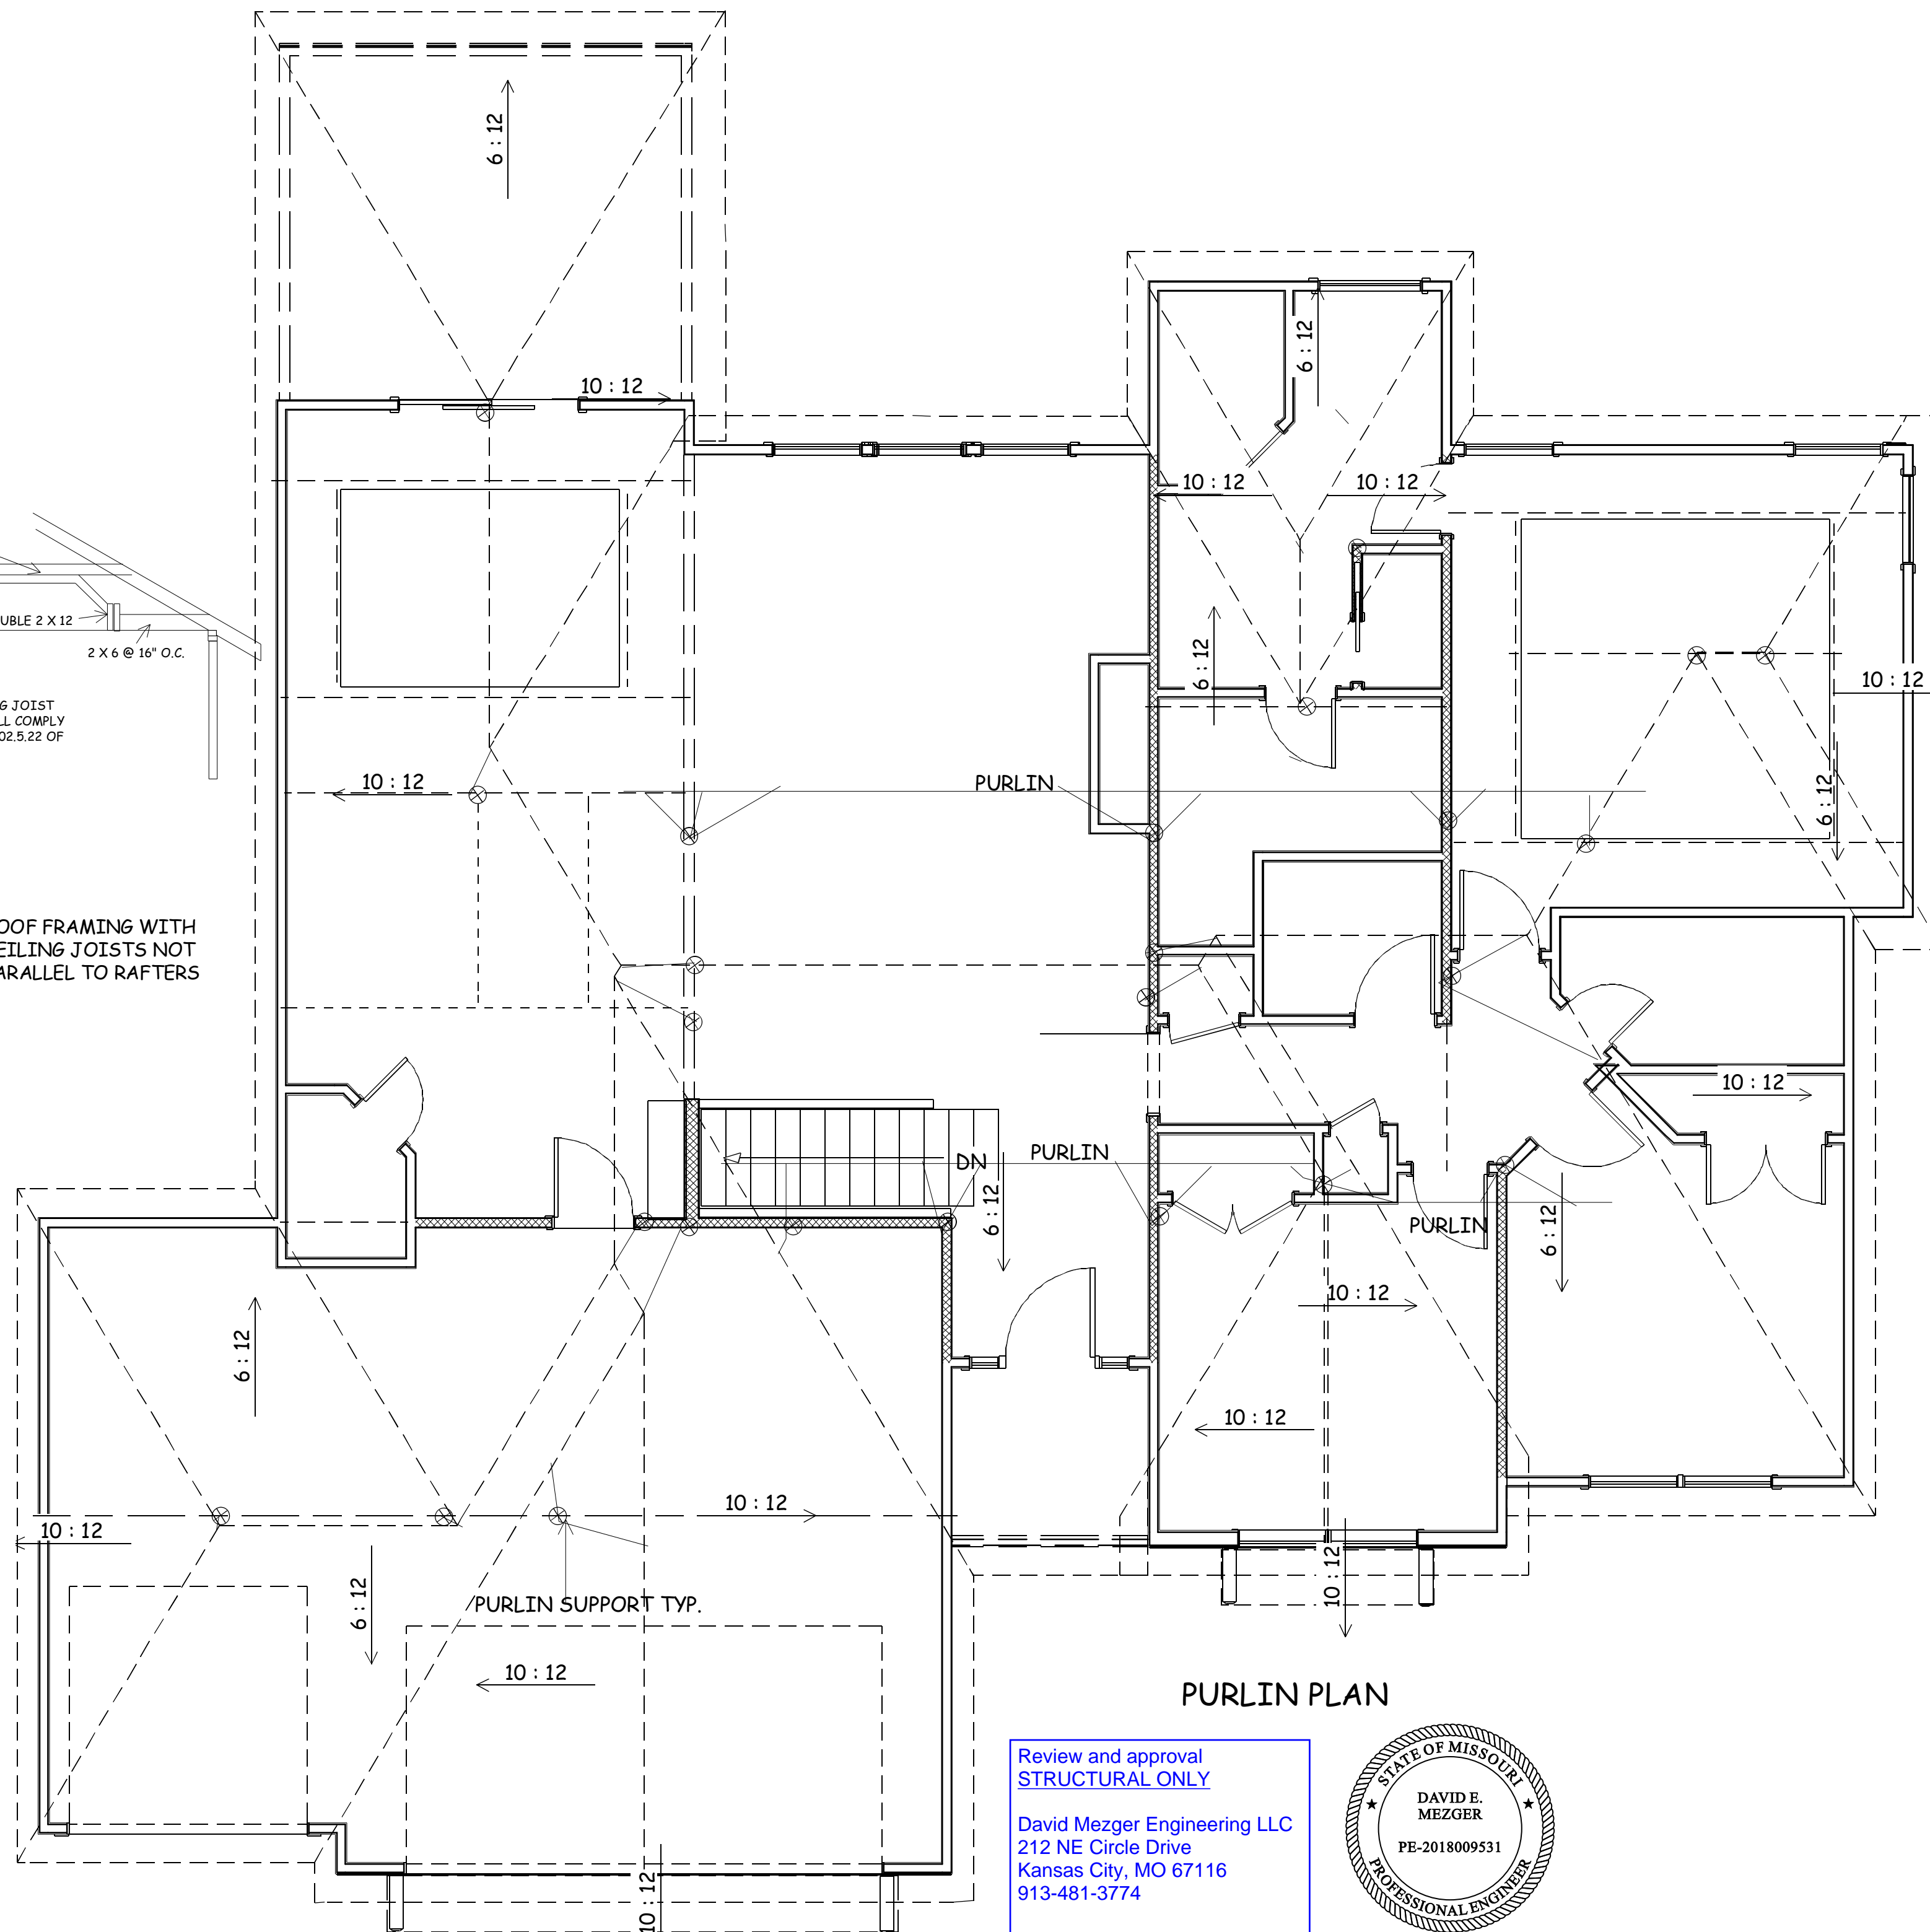 6 : 12
10 : 12
6 : 12
10 : 12
10 : 12
UBLE 2 X 12
2 X 6 @ 16" O.C.
6 : 12
10 : 12
G JOIST
LL COMPLY
02.5.22 OF
10 : 12
PURLIN
6 : 12
OOF FRAMING WITH
EILING JOISTS NOT
ARALLEL TO RAFTERS
10 : 12
DN
PURLIN
6 : 12
PURLIN
6 : 12
10 : 12
6 : 12
10 : 12
10 : 12
10 : 12
6 : 12
10 : 12
PURLIN SUPPORT TYP.
10 : 12
10 : 12
PURLIN PLAN
Review and approval
STRUCTURAL ONLY
David Mezger Engineering LLC
212 NE Circle Drive
Kansas City, MO 67116
913-481-3774
STATE OF MISSOURI
DAVID E.
MEZGER
PE-2018009531
PROFESSIONAL ENGINEER